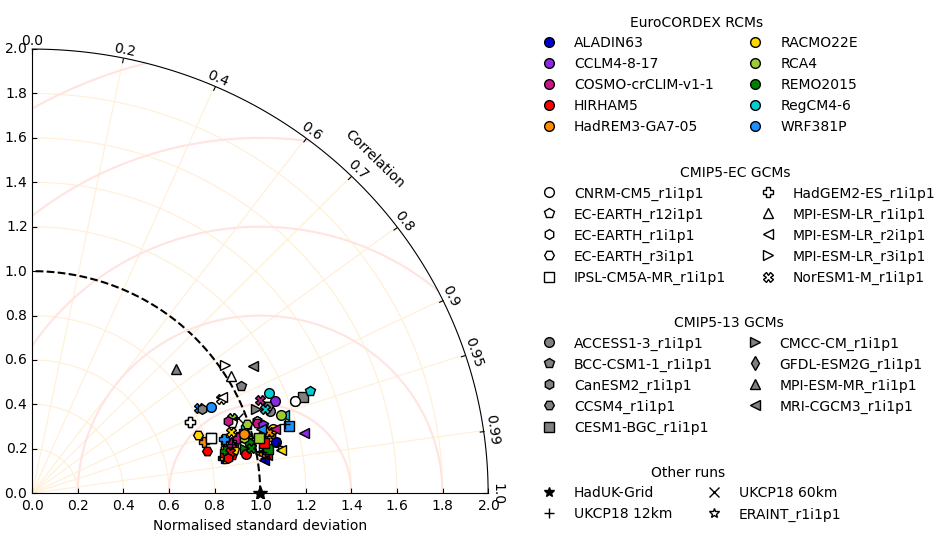 EuroCORDEX RCMs
ALADIN63
CCLM4-8-17
COSMO-crCLIM-v1-1
HIRHAM5
HadREM3-GA7-05
RACMO22E
RCA4
REMO2015
RegCM4-6
WRF381P
CMIP5-EC GCMs
CNRM-CM5_r1i1p1
EC-EARTH_r12i1p1
EC-EARTH_r1i1p1
EC-EARTH_r3i1p1
IPSL-CM5A-MR_r1i1p1
HadGEM2-ES_r1i1p1
MPI-ESM-LR_r1i1p1
MPI-ESM-LR_r2i1p1
MPI-ESM-LR_r3i1p1
NorESM1-M_r1i1p1
CMIP5-13 GCMs
ACCESS1-3_r1i1p1
BCC-CSM1-1_r1i1p1
CanESM2_r1i1p1
CCSM4_r1i1p1
CESM1-BGC_r1i1p1
CMCC-CM_r1i1p1
GFDL-ESM2G_r1i1p1
MPI-ESM-MR_r1i1p1
MRI-CGCM3_r1i1p1
Other runs
HadUK-Grid
UKCP18 12km
UKCP18 60km
ERAINT_r1i1p1
2.0
1.8
1.6
1.4
1.2
1.0
0.8
0.6
0.4
0.2
0.0
0.0
0.2
0.4
0.6
0.7
0.8
0.9
0.95
0.99
1.0
Correlation
0.0
0.2
0.4
0.6
0.8
1.0
1.2
1.4
1.6
1.8
2.0
Normalised standard deviation